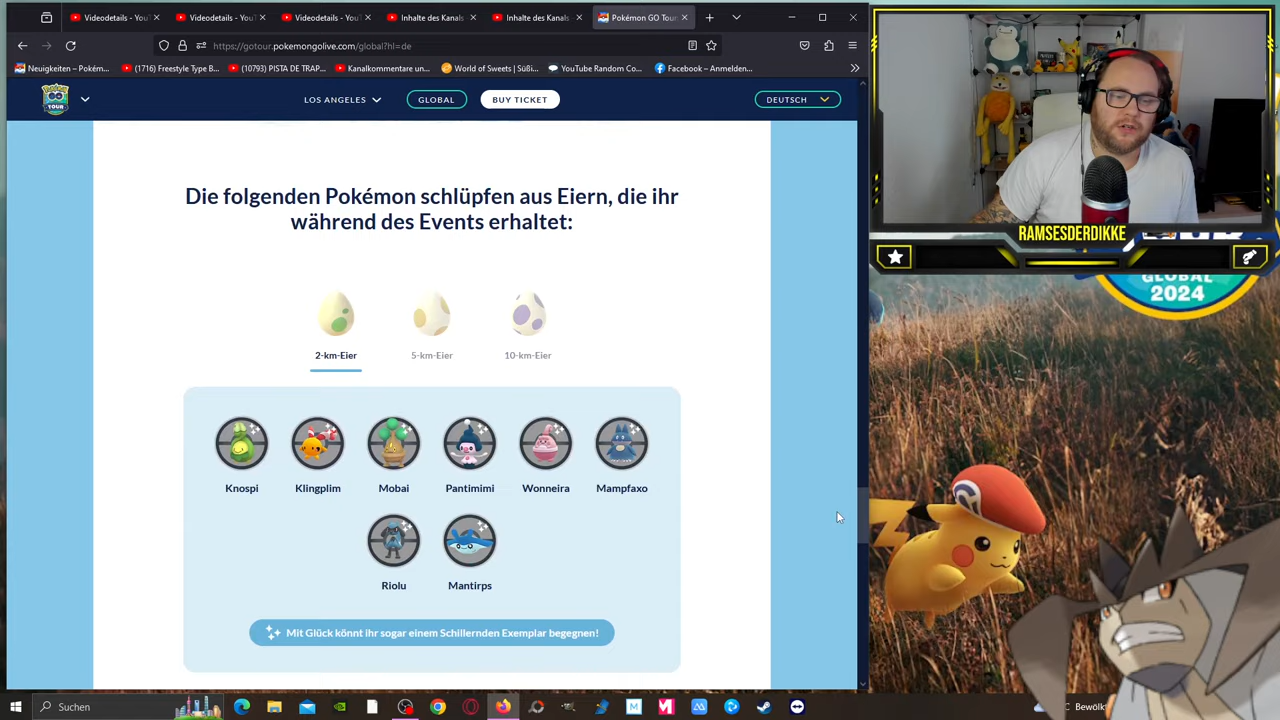 Videodetails - YouT
Videodetails - YouT
Videodetails - YouT
Inhalte des Kanals
Inhalte des Kanals
Pokémon GO Tour
https://gotour.pokemongolive.com/global?hl=de
Neuigkeiten – Pokém...
(1716) Freestyle Type B...
(10793) PISTA DE TRAP...
Kanalkommentare un...
World of Sweets | Süßi...
YouTube Random Co...
Facebook – Anmelden...
LOS ANGELES
GLOBAL
BUY TICKET
DEUTSCH
Die folgenden Pokémon schlüpfen aus Eiern, die ihr
während des Events erhaltet:
2-km-Eier
5-km-Eier
10-km-Eier
Knospi
Klingplim
Mobai
Pantimimi
Wonneira
Mampfaxo
Riolu
Mantirps
Mit Glück könnt ihr sogar einem Schillernden Exemplar begegnen!
RAMSESDERDIKKE
GLOBAL
2024
Suchen
C
Bewölk